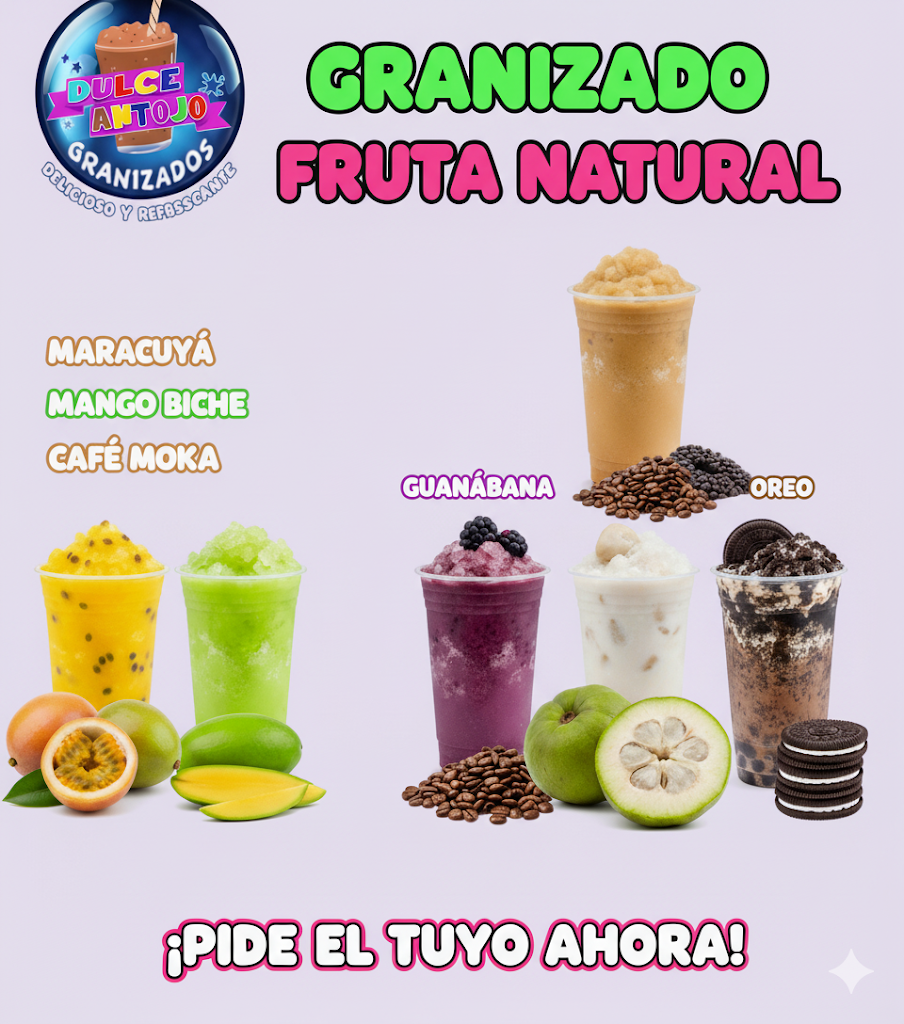 DULCE
ANTOJO
GRANIZADOS
DELICIOSO Y REFBSSCANTE
GRANIZADO
FRUTA NATURAL
MARACUYÁ
MANGO BICHE
CAFÉ MOKA
GUANÁBANA
OREO
¡PIDE EL TUYO AHORA!